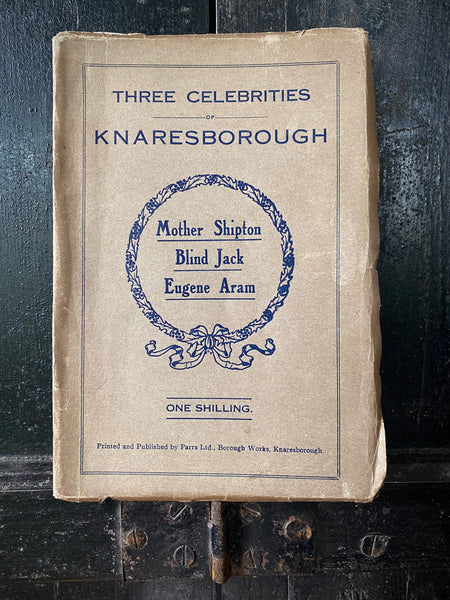 THREE CELEBRITIES
OF
KNARESBOROUGH
Mother Shipton
Blind Jack
Eugene Aram
ONE SHILLING.
Printed and Published by Parrs Ltd., Borough Works, Knaresborough.